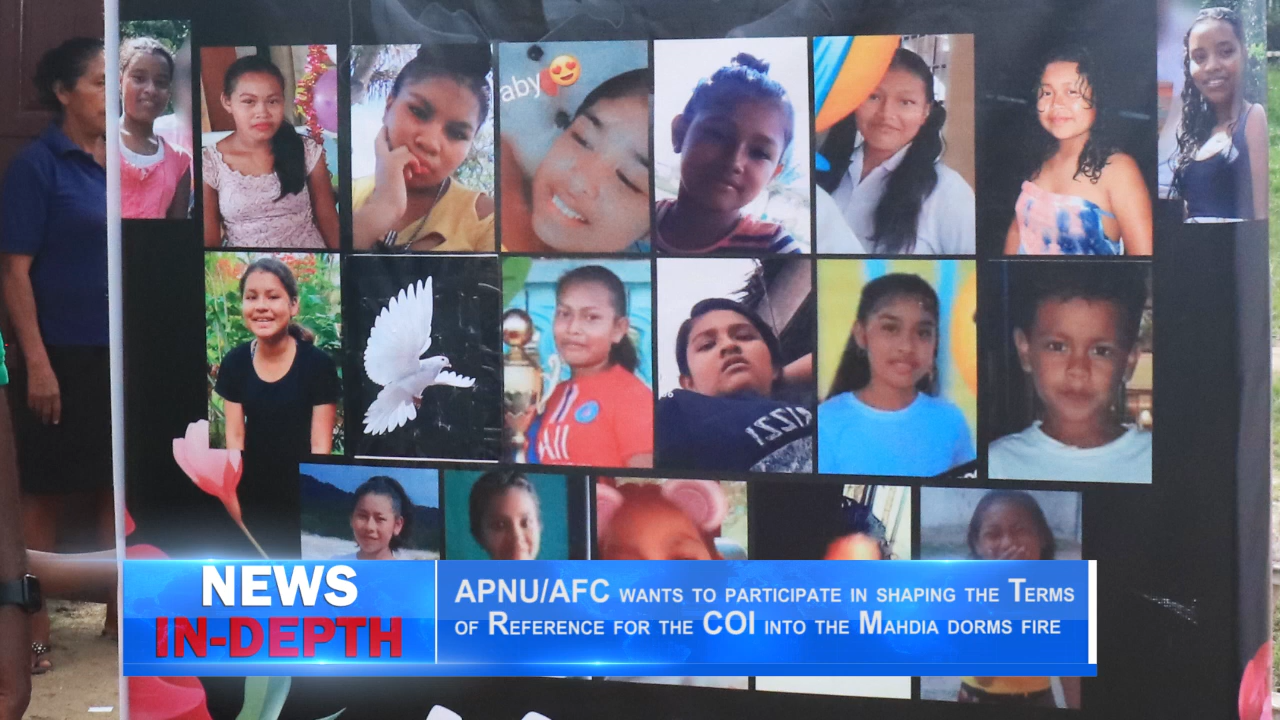 aby
NEWS
IN-DEPTH
APNU/AFC WANTS TO PARTICIPATE IN SHAPING THE TERMS
OF REFERENCE FOR THE COI INTO THE MAHDIA DORMS FIRE